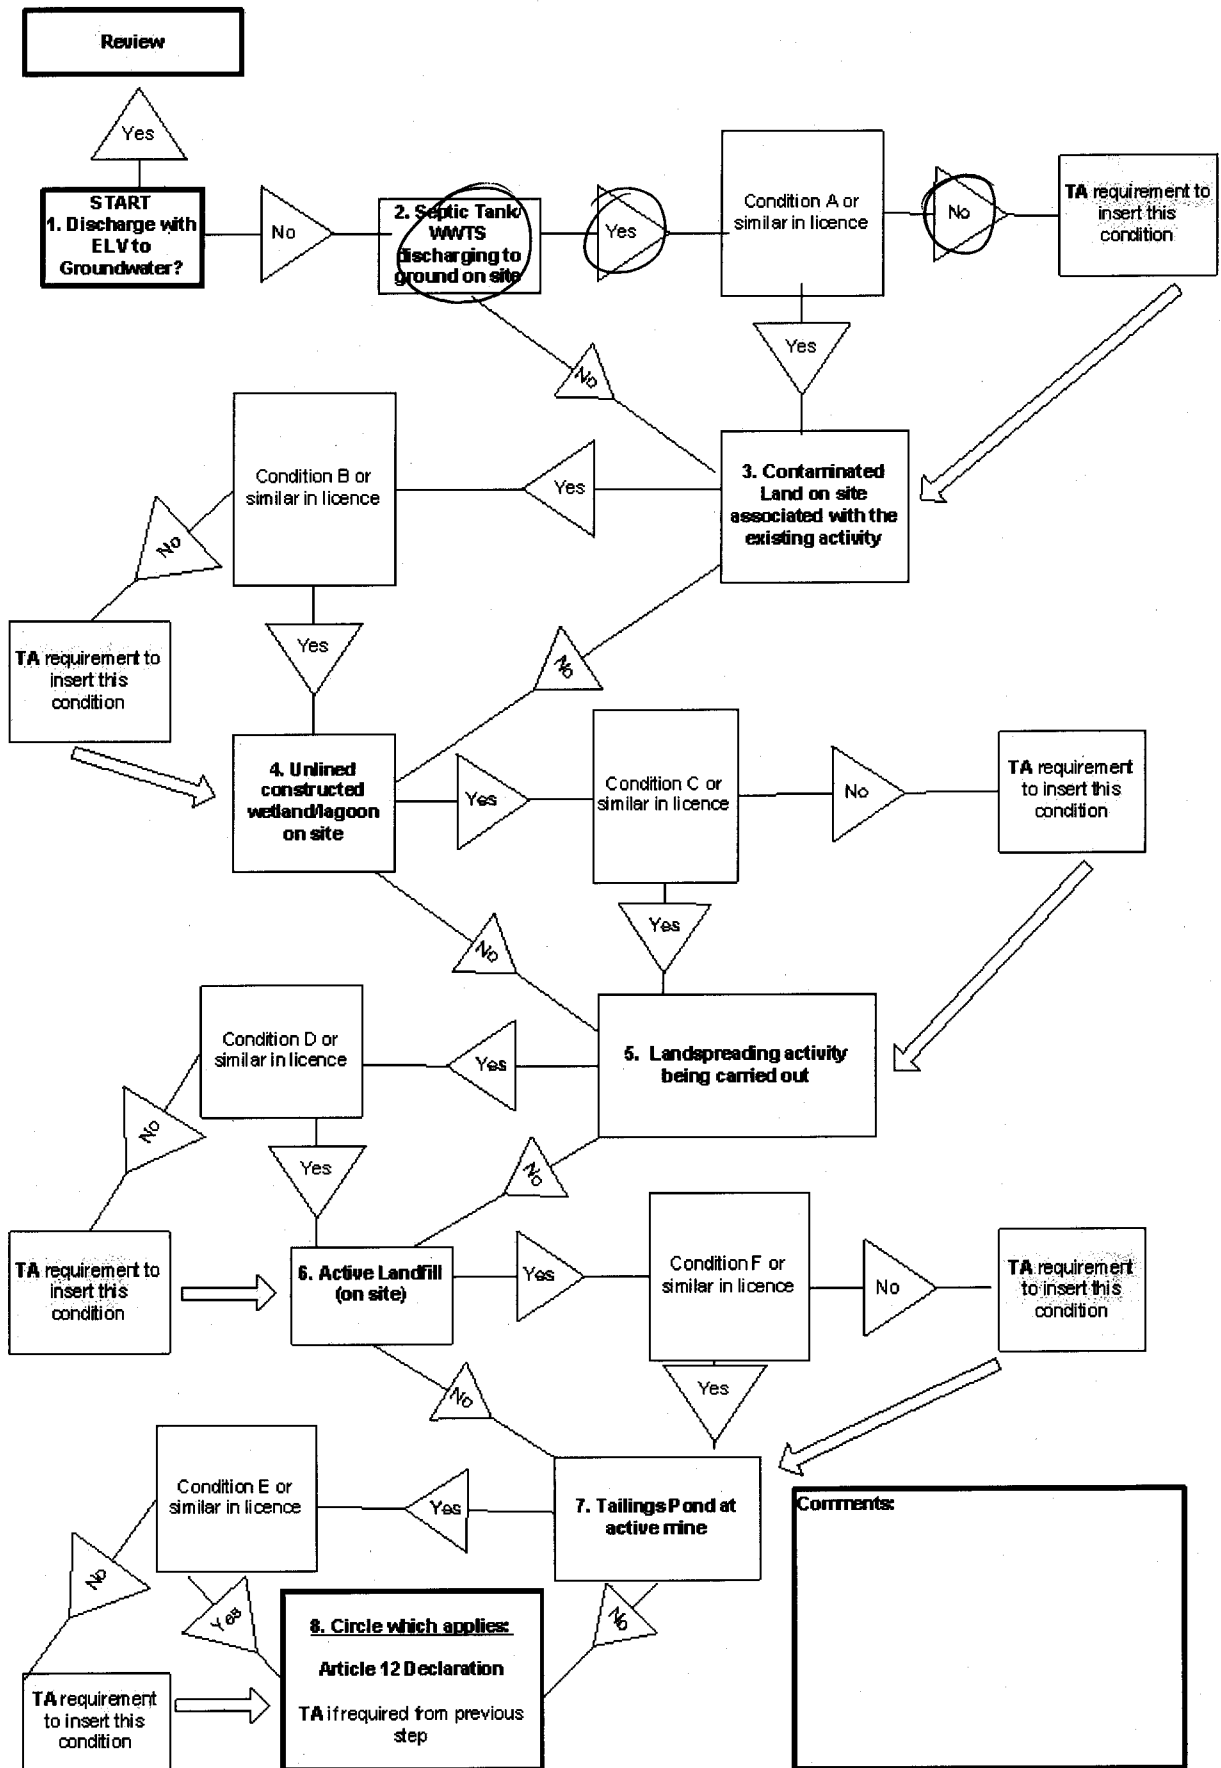 Review
Yes
START
1. Discharge with
ELV to
Groundwater?
No
2. Septic Tank/
WWTS
discharging to
ground on site
Yes
Condition A or
similar in licence
No
TA requirement to
insert this
condition
Yes
No
3. Contaminated
Land on site
associated with the
existing activity
Yes
Condition B or
similar in licence
No
TA requirement to
insert this
condition
Yes
No
4. Unlined
constructed
wetland/lagoon
on site
Yes
Condition C or
similar in licence
No
TA requirement
to insert this
condition
Yes
No
5. Landspreading activity
being carried out
Yes
Condition D or
similar in licence
No
TA requirement to
insert this
condition
Yes
No
6. Active Landfill
(on site)
Yes
Condition F or
similar in licence
No
TA requirement
to insert this
condition
Yes
No
7. Tailings Pond at
active mine
Yes
Condition E or
similar in licence
No
TA requirement
to insert this
condition
Yes
No
8. Circle which applies:
Article 12 Declaration
TA if required from previous
step
Comments: